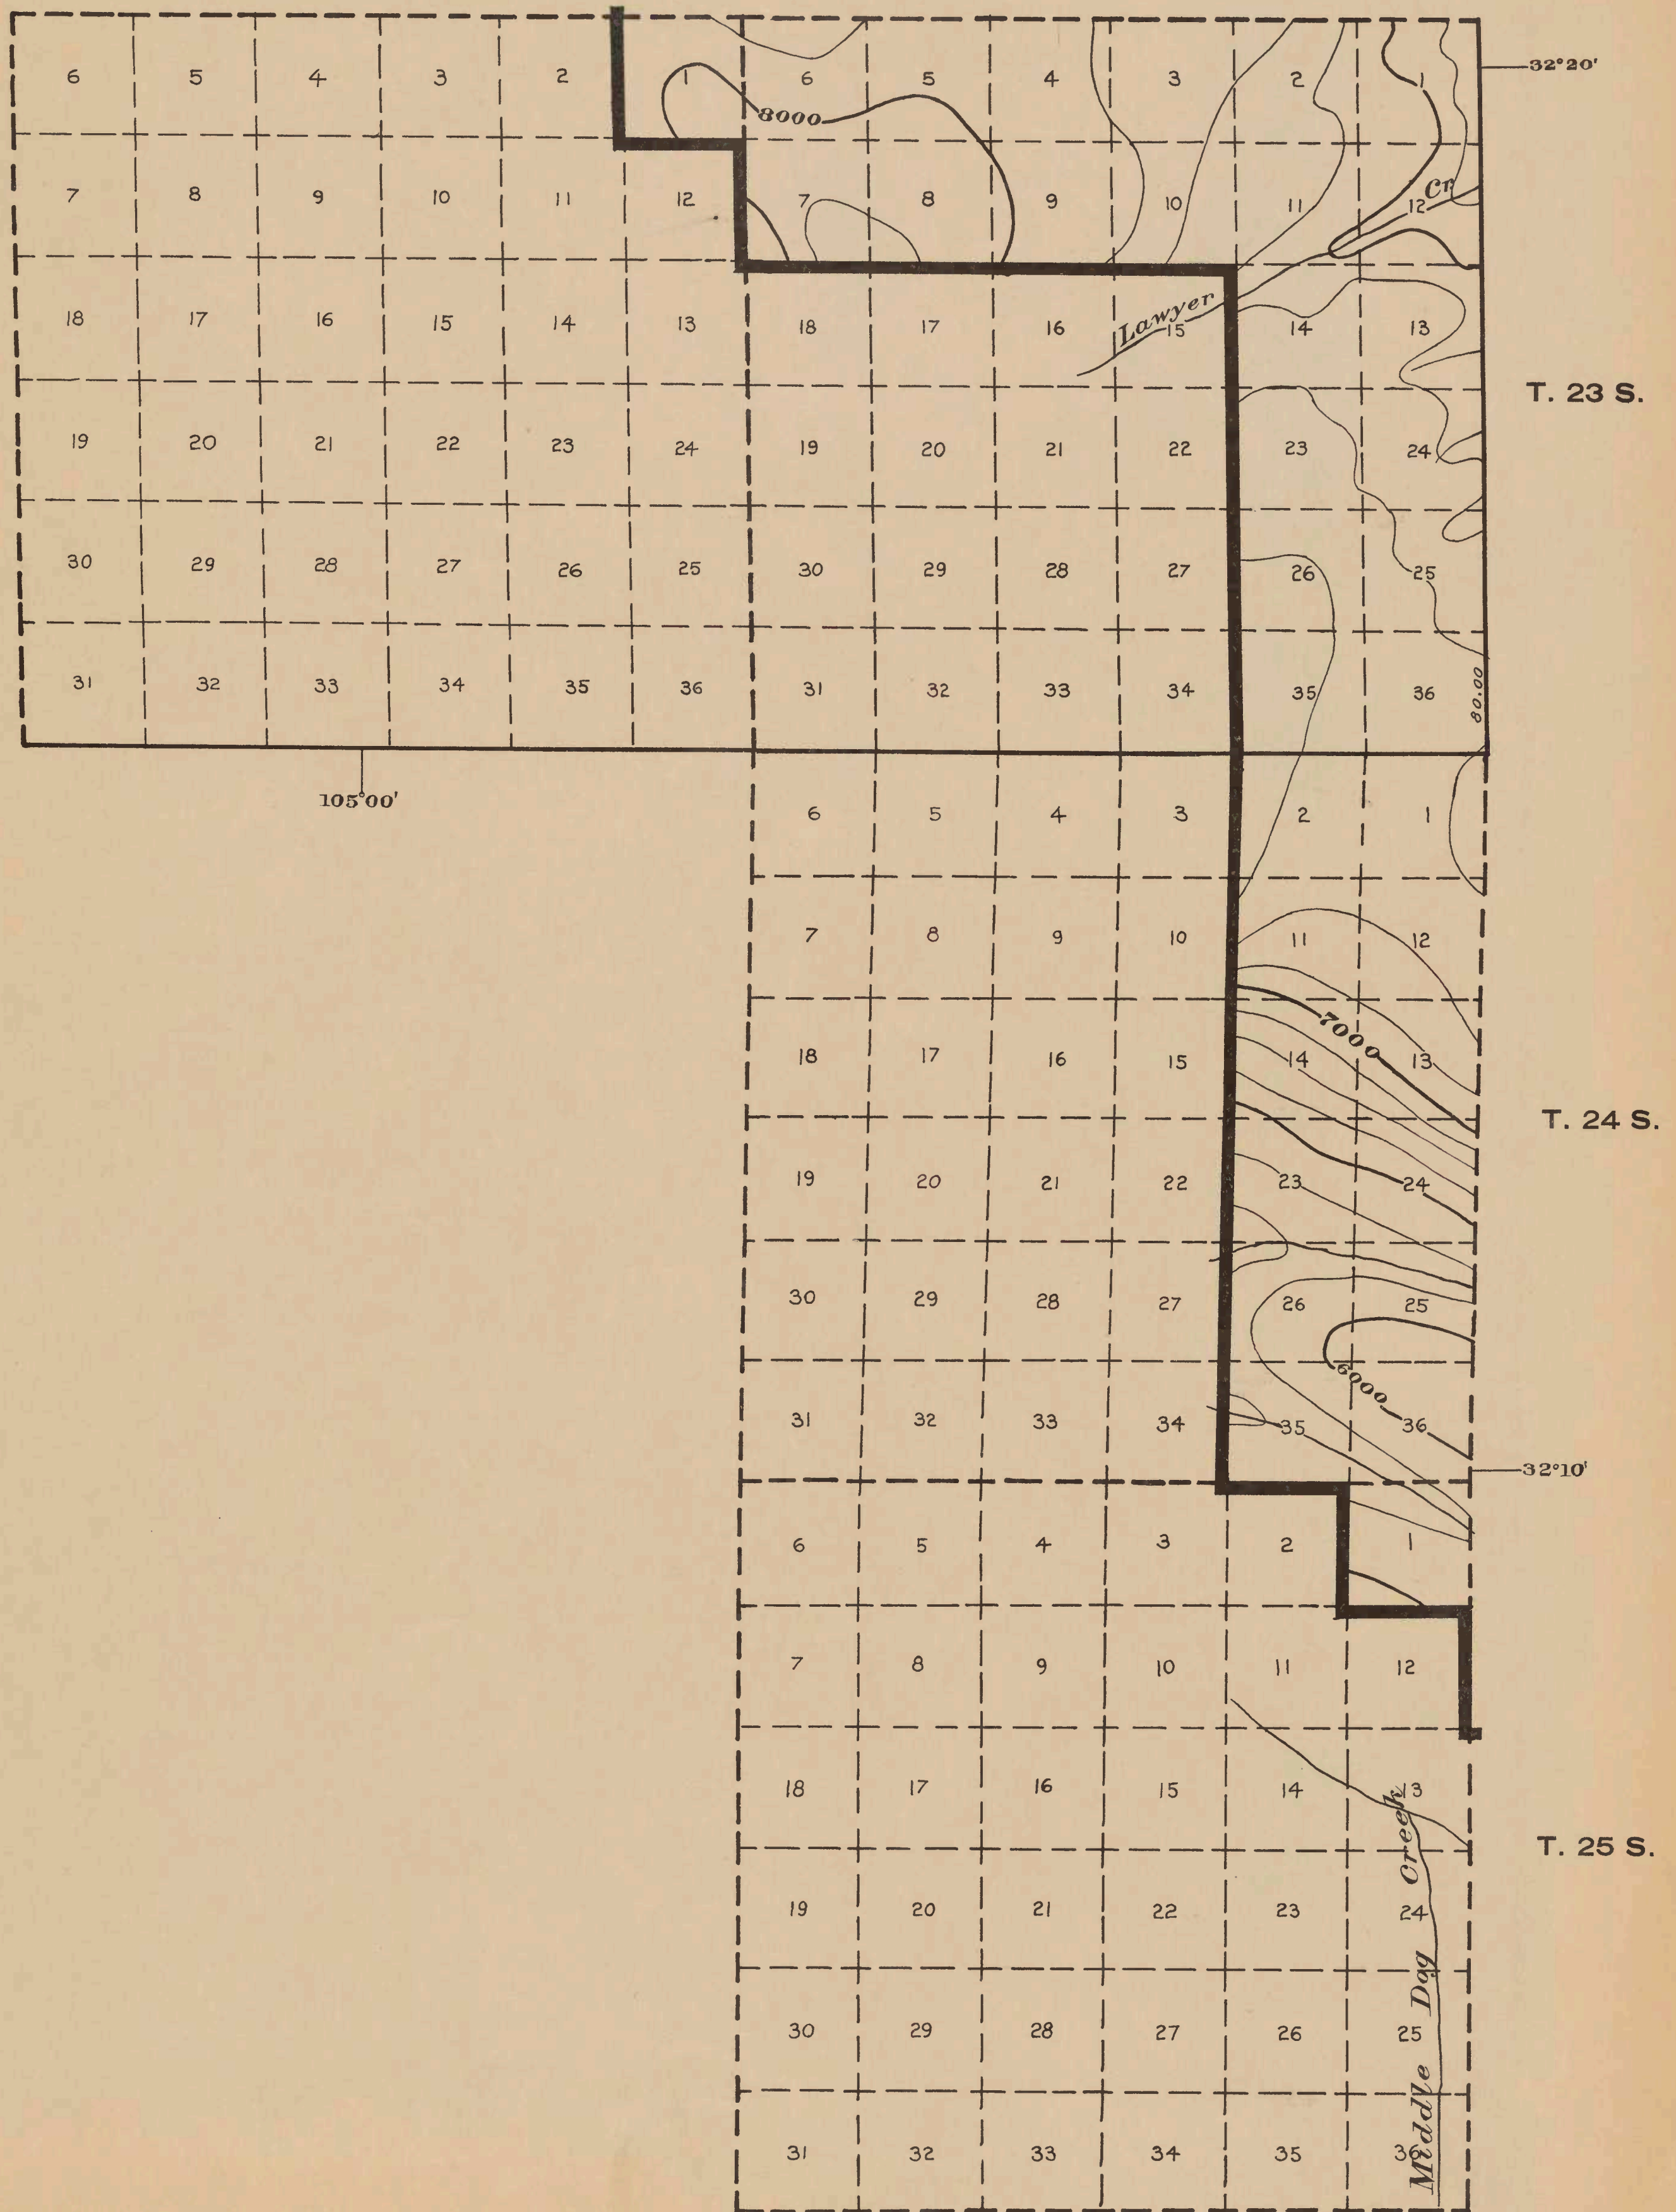 6 5 4 3 2 1 6 5 4 3 2 1 32°20'
8000
7 8 9 10 11 12 7 8 9 10 11 12 Cr
18 17 16 15 14 13 18 17 16 Lawyer 15 14 13
T. 23 S.
19 20 21 22 23 24 19 20 21 22 23 24
30 29 28 27 26 25 30 29 28 27 26 25
31 32 33 34 35 36 31 32 33 34 35 36 80.00
105°00'
6 5 4 3 2 1
7 8 9 10 11 12
7000
18 17 16 15 14 13
T. 24 S.
19 20 21 22 23 24
30 29 28 27 26 25
6000
31 32 33 34 35 36
32°10'
6 5 4 3 2 1
7 8 9 10 11 12
18 17 16 15 14 13
T. 25 S.
19 20 21 22 23 24
30 29 28 27 26 25
31 32 33 34 35 36
Middle Dog Creek